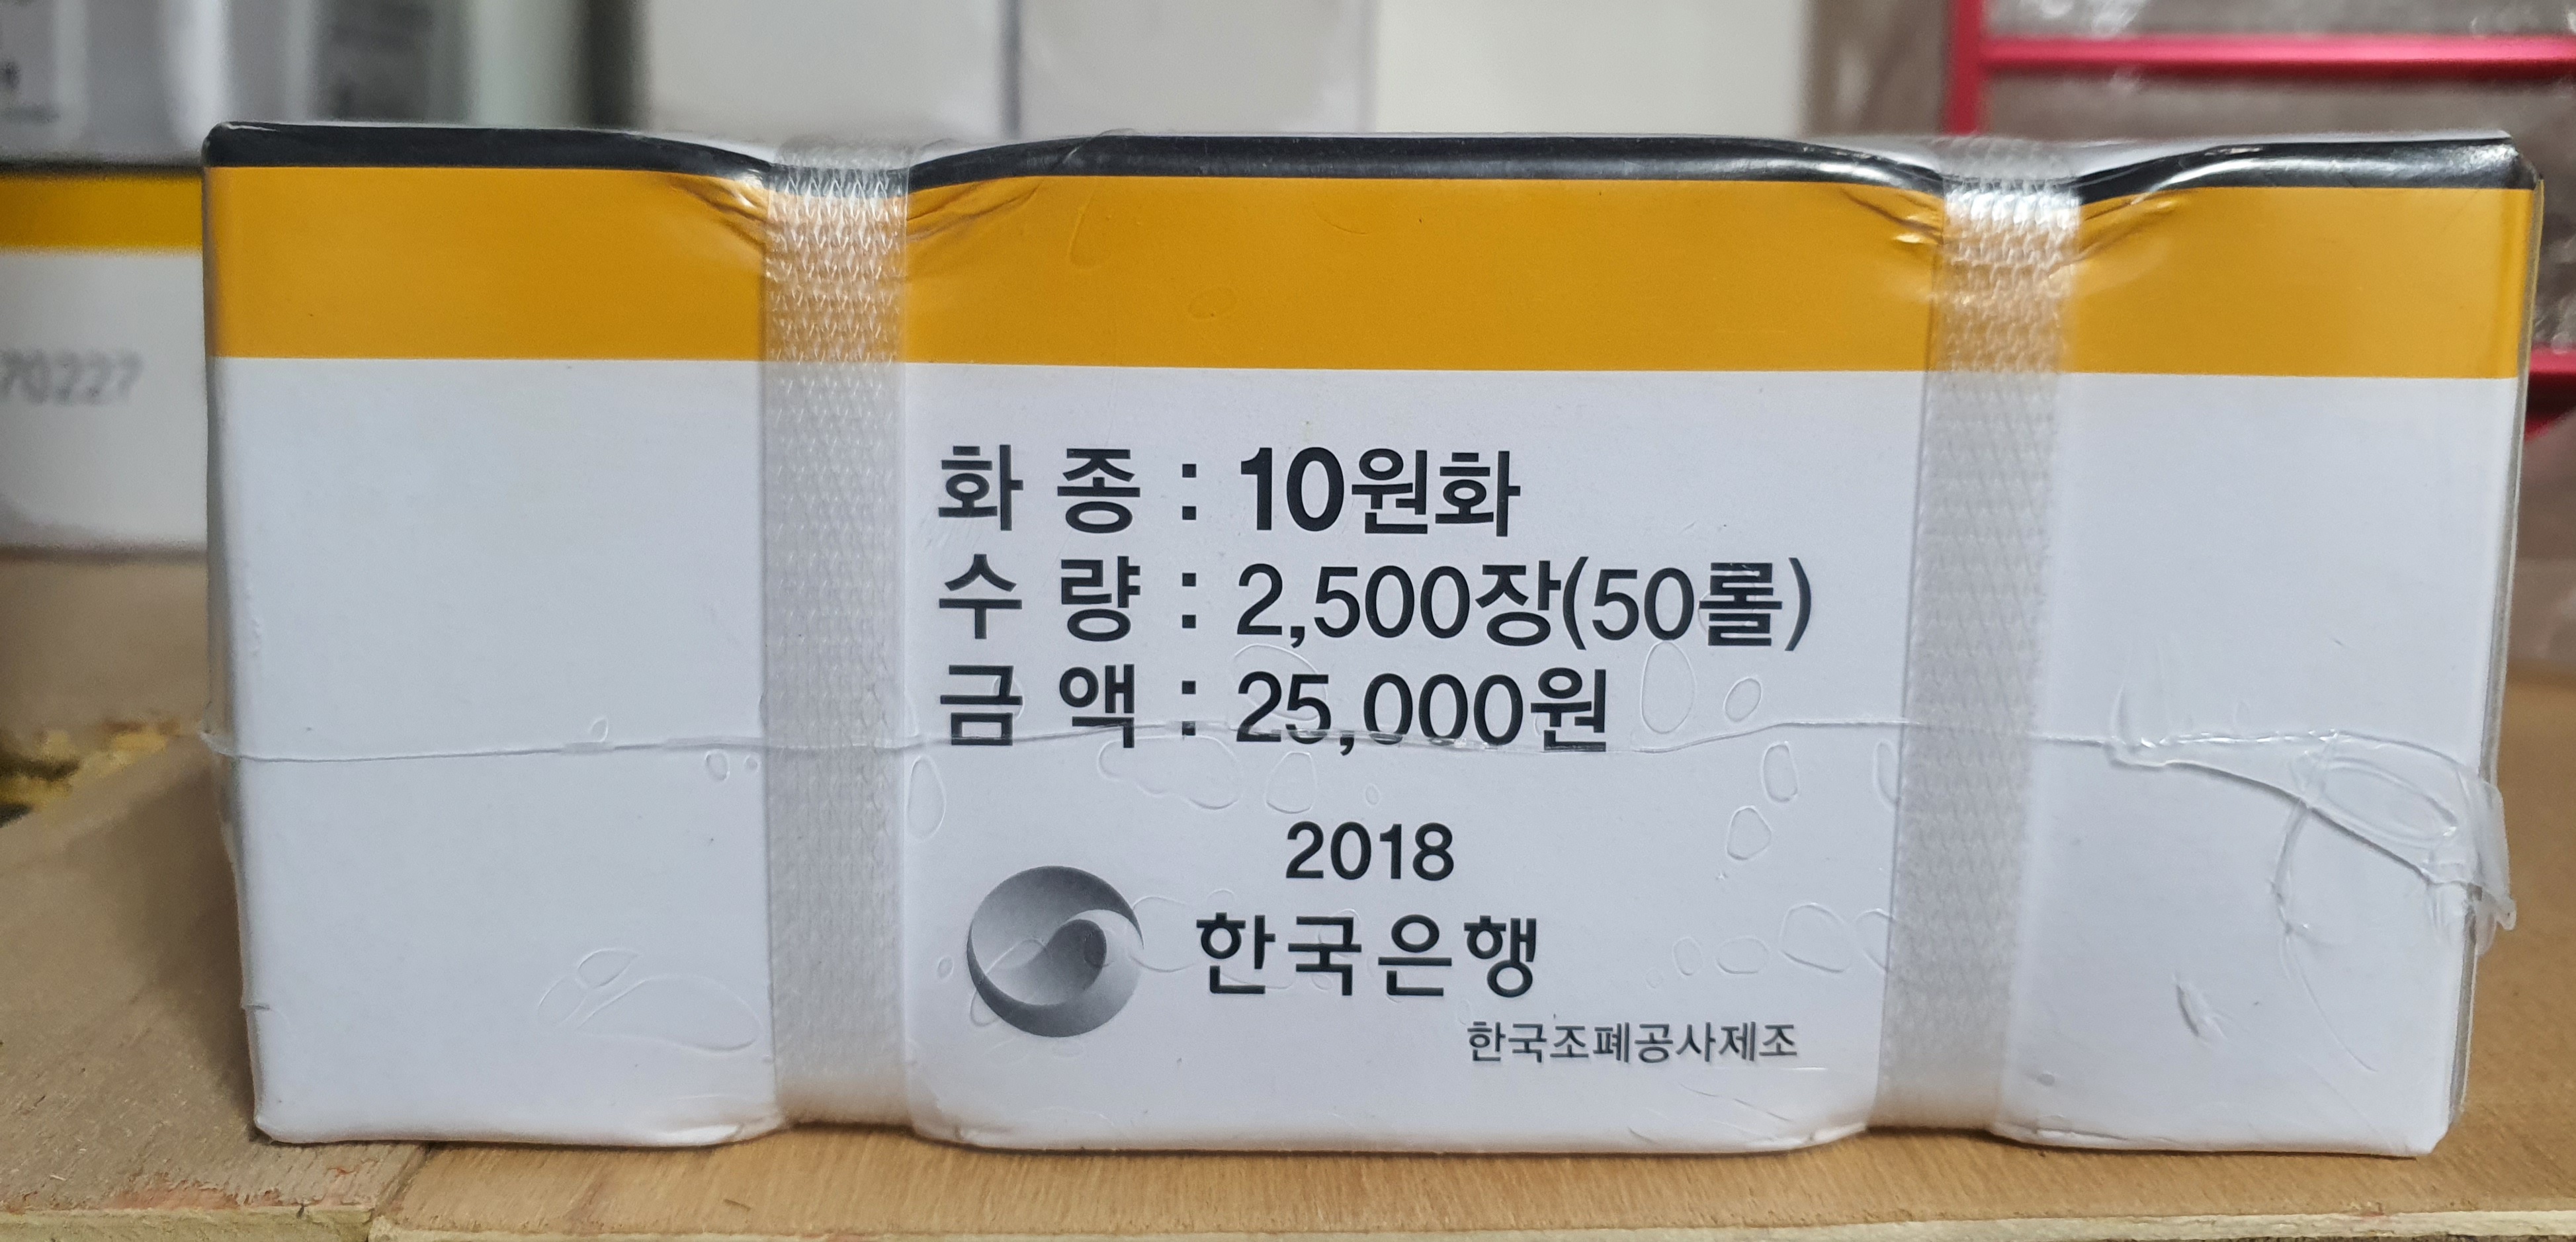 화 종 : 10원화
수 량 : 2,500장(50롤)
금 액 : 25,000원
2018
한국은행
한국조폐공사제조
70227